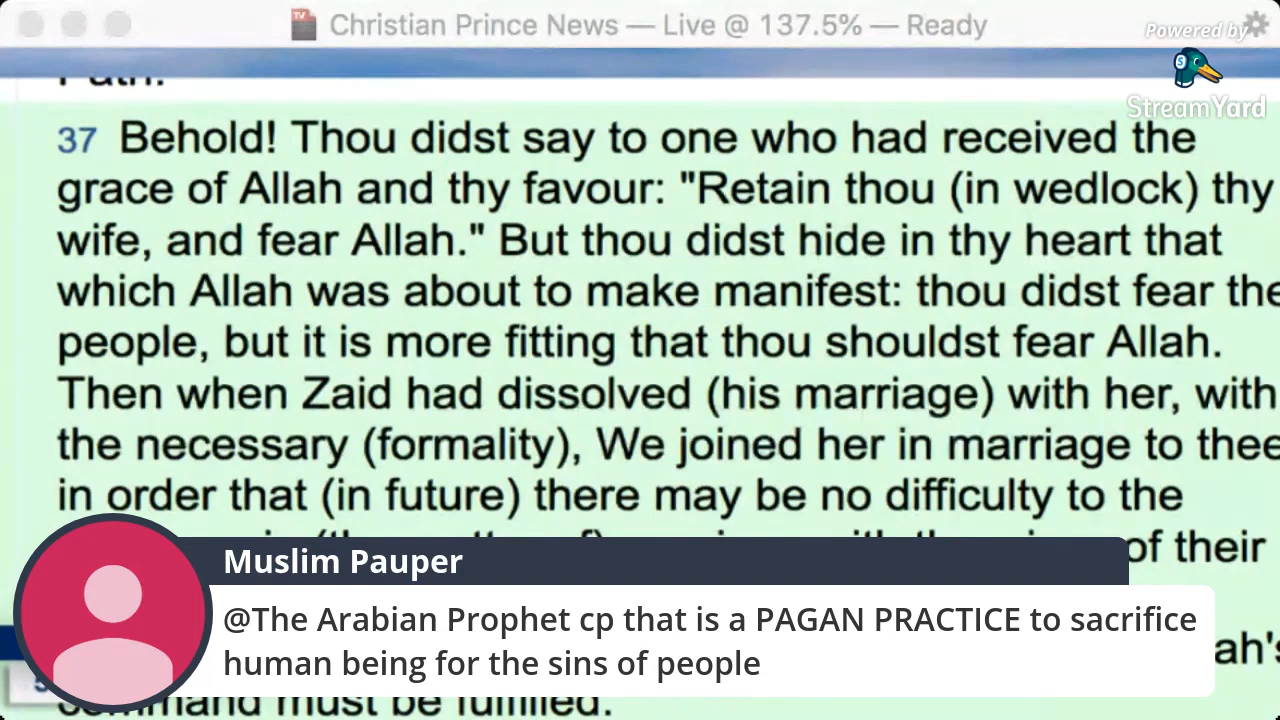 Christian Prince News — Live @ 137.5% — Ready
Powered by
StreamYard
37 Behold! Thou didst say to one who had received the
grace of Allah and thy favour: "Retain thou (in wedlock) thy
wife, and fear Allah." But thou didst hide in thy heart that
which Allah was about to make manifest: thou didst fear the
people, but it is more fitting that thou shouldst fear Allah.
Then when Zaid had dissolved (his marriage) with her, with
the necessary (formality), We joined her in marriage to thee
in order that (in future) there may be no difficulty to the
of their
Muslim Pauper
@The Arabian Prophet cp that is a PAGAN PRACTICE to sacrifice
human being for the sins of people
ah's
command must be fulfilled.